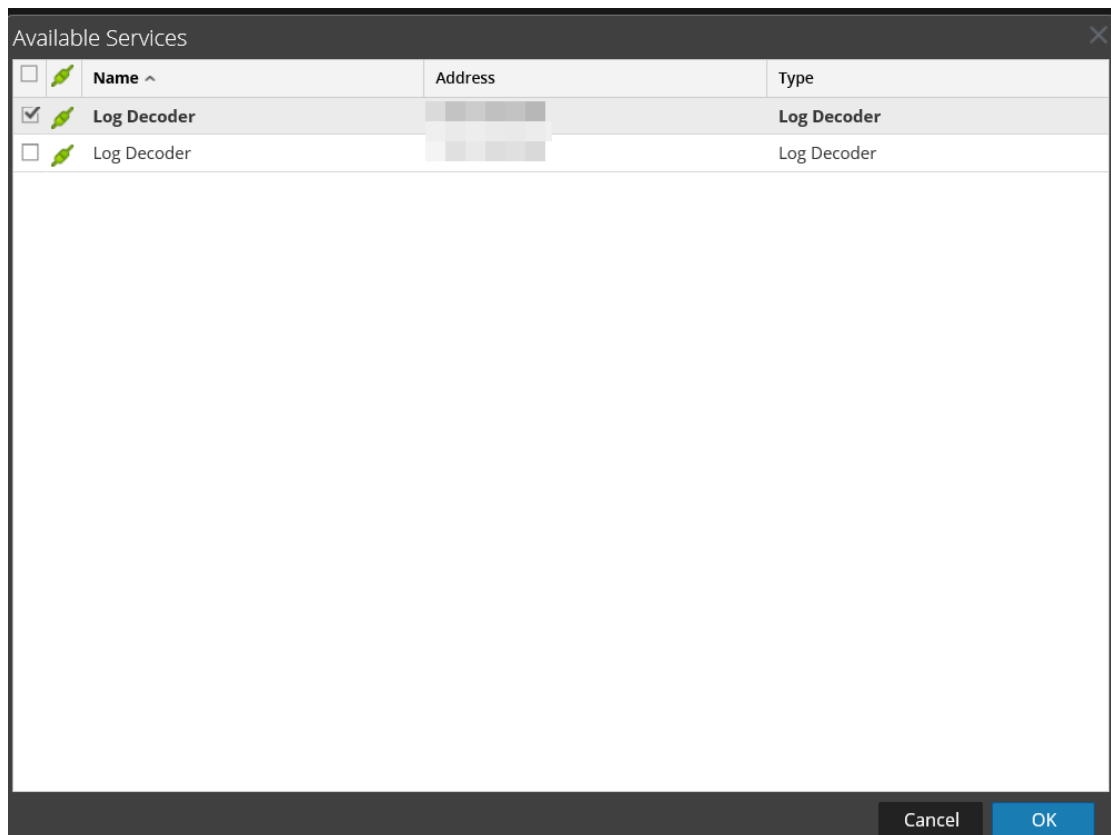 Available Services
Name Address Type
Log Decoder Log Decoder
Log Decoder Log Decoder
Cancel OK